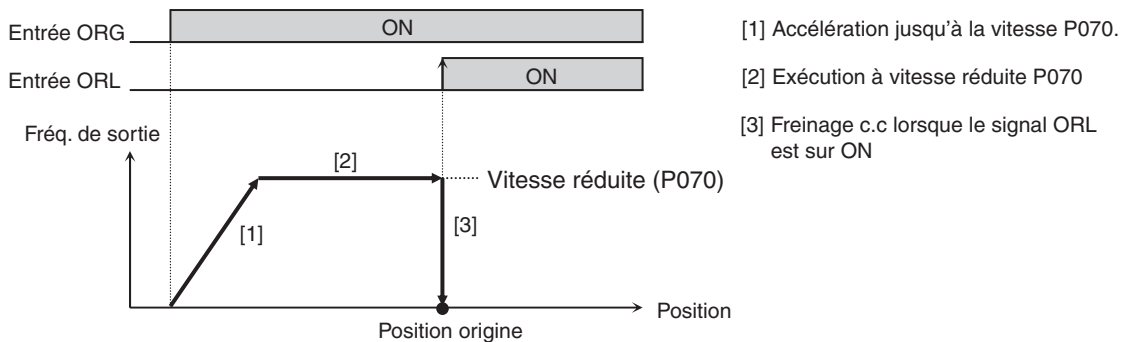 Entrée ORG
ON
[1] Accélération jusqu'à la vitesse P070.
Entrée ORL
ON
[2] Exécution à vitesse réduite P070
[3] Freinage c.c lorsque le signal ORL
est sur ON
Fréq. de sortie
[2]
Vitesse réduite (P070)
[1]
[3]
Position
Position origine